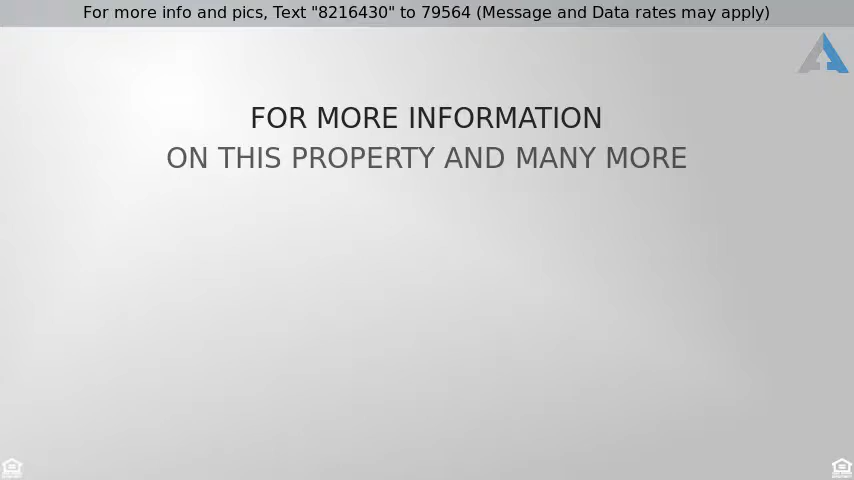 For more info and pics, Text "8216430" to 79564 (Message and Data rates may apply)
FOR MORE INFORMATION
ON THIS PROPERTY AND MANY MORE